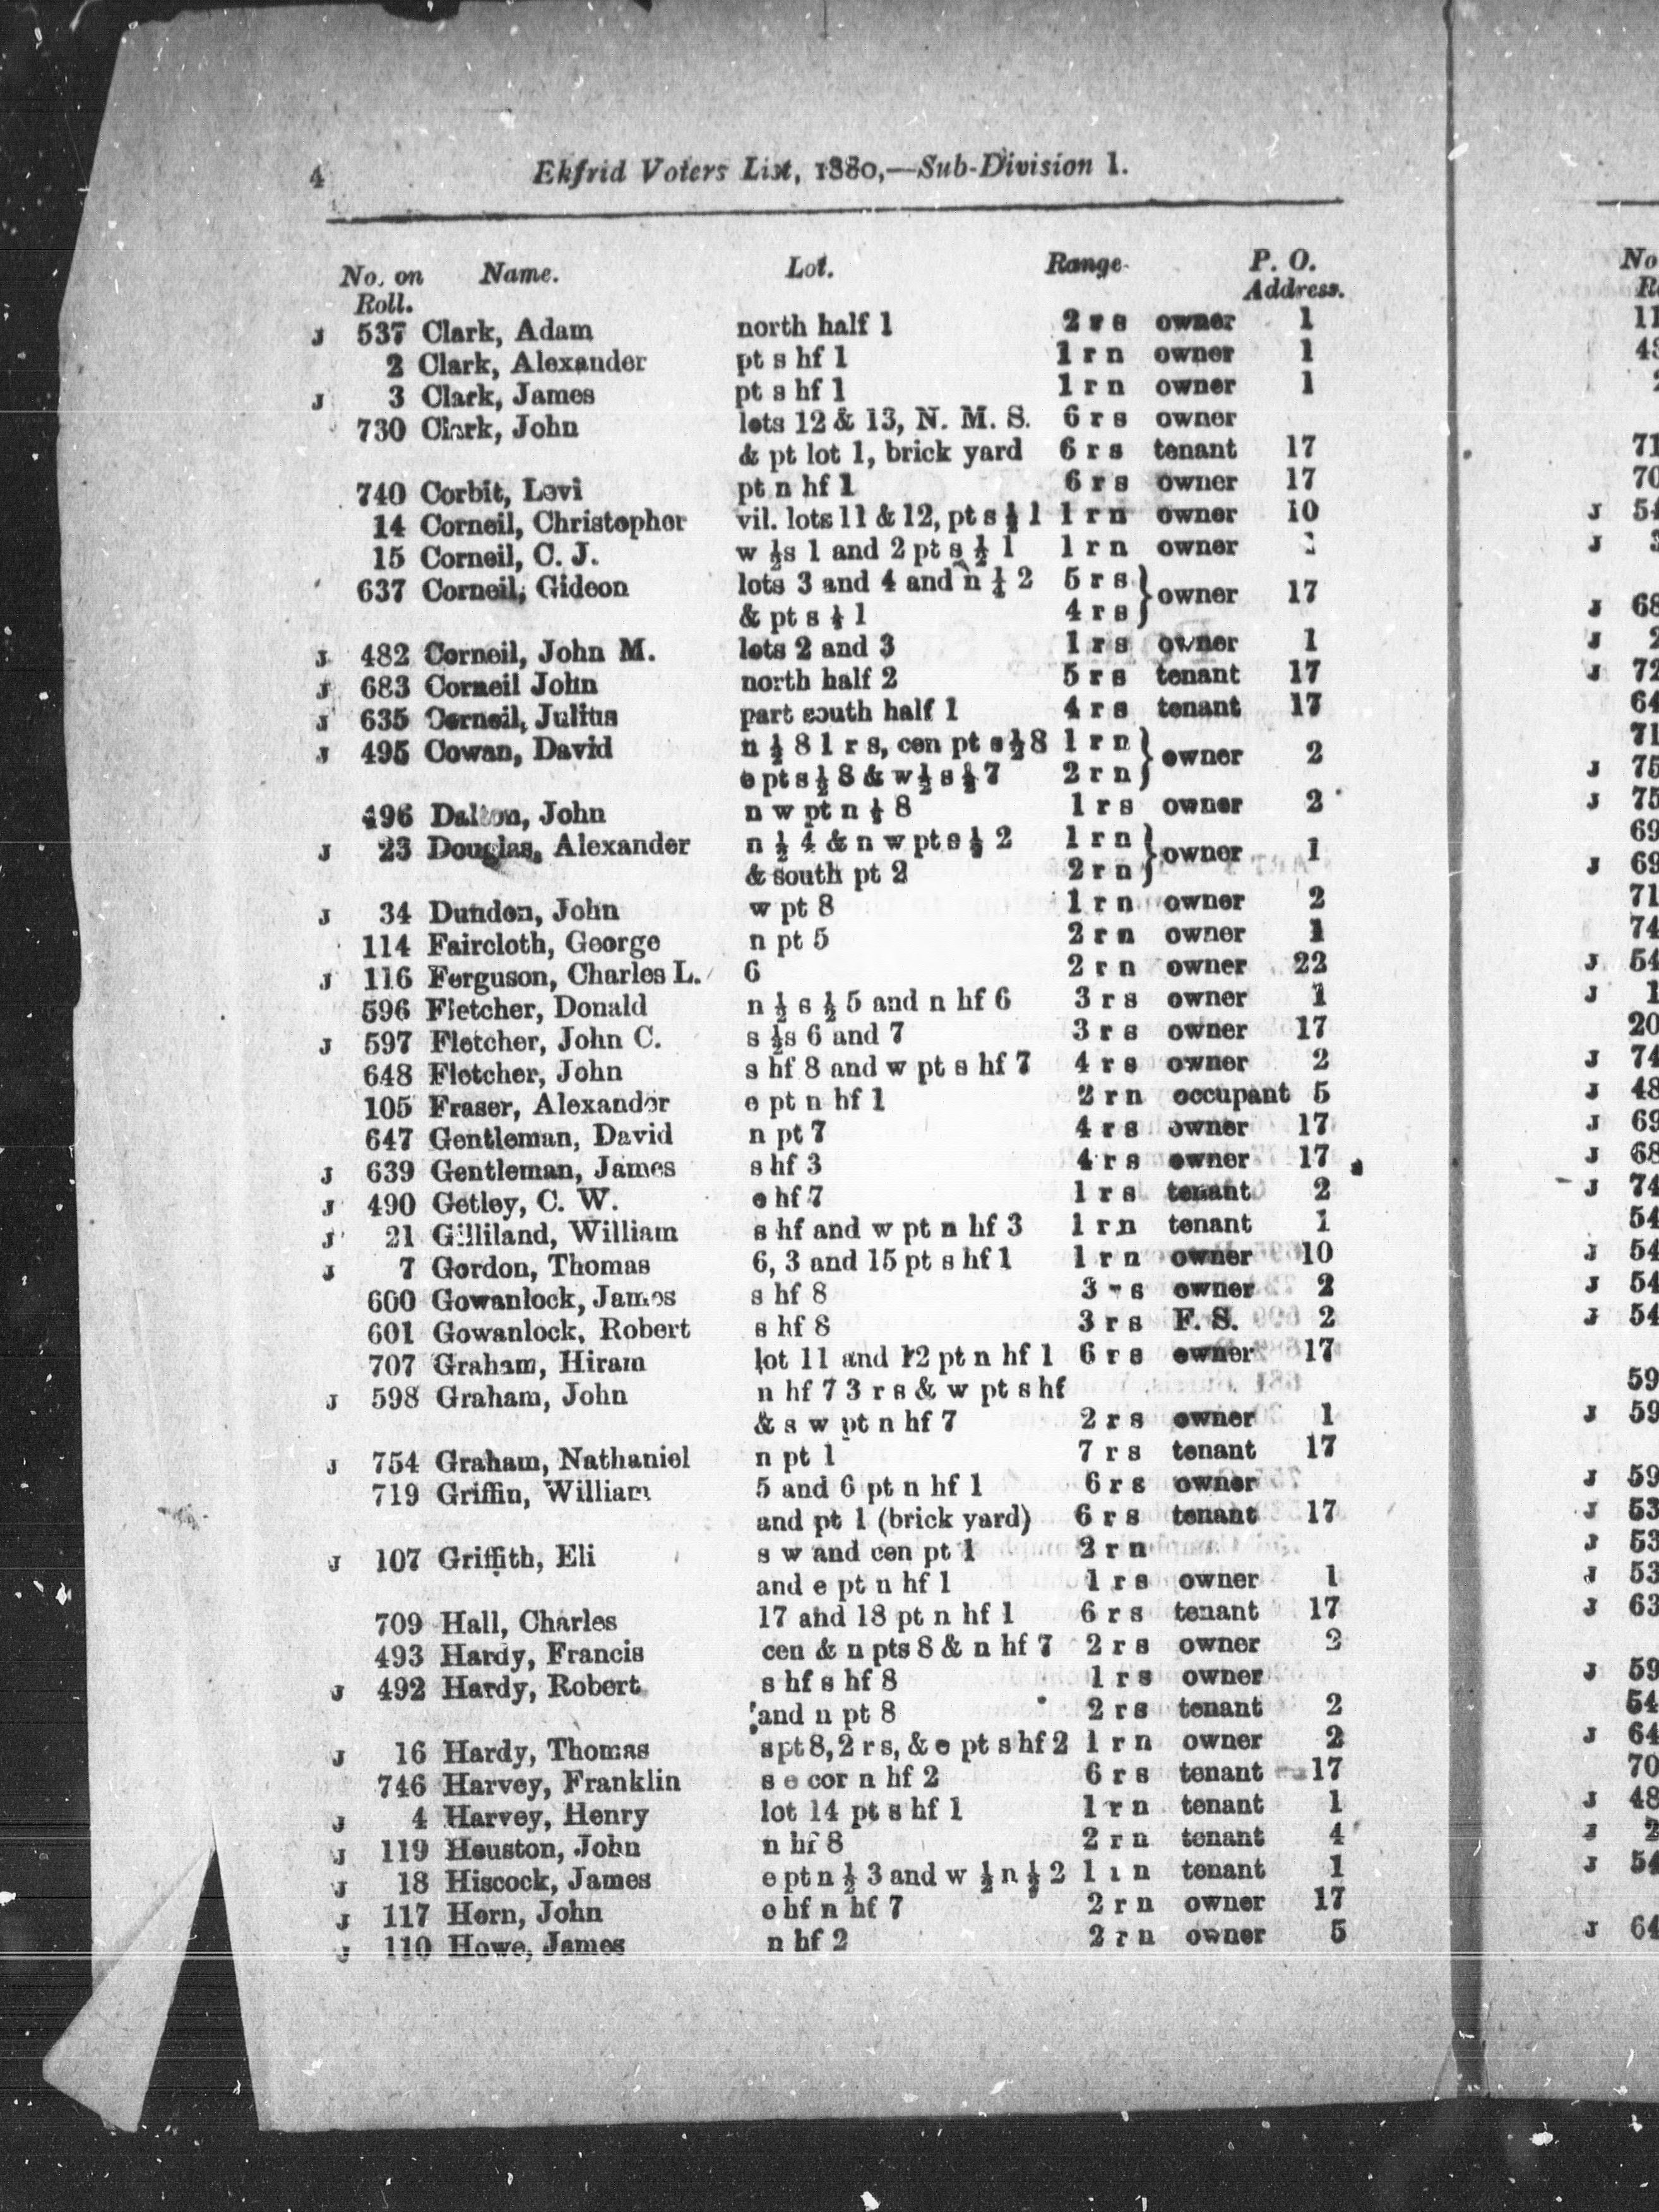 4 Ekfrid Voters List, 1880,—Sub-Division 1.
No. on Name. Lot. Range. P. O.
Roll. Address.
J 537 Clark, Adam north half 1 2 r s owner 1
2 Clark, Alexander pt s hf 1 1 r n owner 1
J 3 Clark, James pt s hf 1 1 r n owner 1
730 Clark, John lots 12 & 13, N. M. S. 6 r s owner
& pt lot 1, brick yard 6 r s tenant 17
740 Corbit, Levi pt n hf 1 6 r s owner 17
14 Corneil, Christopher vil. lots 11 & 12, pt s ½ 1 1 r n owner 10
15 Corneil, C. J. w ½s 1 and 2 pt s ½ 1 1 r n owner
637 Corneil, Gideon lots 3 and 4 and n ½ 2 5 r s } owner 17
& pt s ½ 1 4 r s }
J 482 Corneil, John M. lots 2 and 3 1 r s owner 1
J 683 Corneil John north half 2 5 r s tenant 17
J 635 Corneil, Julius part south half 1 4 r s tenant 17
J 495 Cowan, David n ½ 8 1 r s, cen pt s ½ 8 1 r n } owner 2
e pt s ½ 8 & w ½ s ½ 7 2 r n }
496 Dalton, John n w pt n ½ 8 1 r s owner 2
J 23 Douglas, Alexander n ½ 4 & n w pt s ½ 2 1 r n } owner 1
& south pt 2 2 r n }
J 34 Dundon, John w pt 8 1 r n owner 2
114 Faircloth, George n pt 5 2 r n owner 1
J 116 Ferguson, Charles L. 6 2 r n owner 22
596 Fletcher, Donald n ½ s ½ 5 and n hf 6 3 r s owner 1
J 597 Fletcher, John C. s ½s 6 and 7 3 r s owner 17
648 Fletcher, John s hf 8 and w pt s hf 7 4 r s owner 2
105 Fraser, Alexander e pt n hf 1 2 r n occupant 5
647 Gentleman, David n pt 7 4 r s owner 17
J 639 Gentleman, James s hf 3 4 r s owner 17
J 490 Getley, C. W. e hf 7 1 r s tenant 2
J 21 Gilliland, William s hf and w pt n hf 3 1 r n tenant 1
J 7 Gordon, Thomas 6, 3 and 15 pt s hf 1 1 r n owner 10
600 Gowanlock, James s hf 8 3 r s owner 2
601 Gowanlock, Robert s hf 8 3 r s F. S. 2
707 Graham, Hiram lot 11 and 12 pt n hf 1 6 r s owner 17
J 598 Graham, John n hf 7 3 r s & w pt s hf
& s w pt n hf 7 2 r s owner 1
J 754 Graham, Nathaniel n pt 1 7 r s tenant 17
719 Griffin, William 5 and 6 pt n hf 1 6 r s owner
and pt 1 (brick yard) 6 r s tenant 17
J 107 Griffith, Eli s w and cen pt 1 2 r n
and e pt n hf 1 1 r s owner 1
709 Hall, Charles 17 and 18 pt n hf 1 6 r s tenant 17
493 Hardy, Francis cen & n pts 8 & n hf 7 2 r s owner 2
J 492 Hardy, Robert s hf s hf 8 1 r s owner
and n pt 8 2 r s tenant 2
J 16 Hardy, Thomas s pt 8, 2 r s, & e pt s hf 2 1 r n owner 2
746 Harvey, Franklin s e cor n hf 2 6 r s tenant 17
J 4 Harvey, Henry lot 14 pt s hf 1 1 r n tenant 1
J 119 Heuston, John n hf 8 2 r n tenant 4
J 18 Hiscock, James e pt n ½ 3 and w ½ n ½ 2 1 r n tenant 1
J 117 Horn, John e hf n hf 7 2 r n owner 17
J 110 Howe, James n hf 2 2 r n owner 5